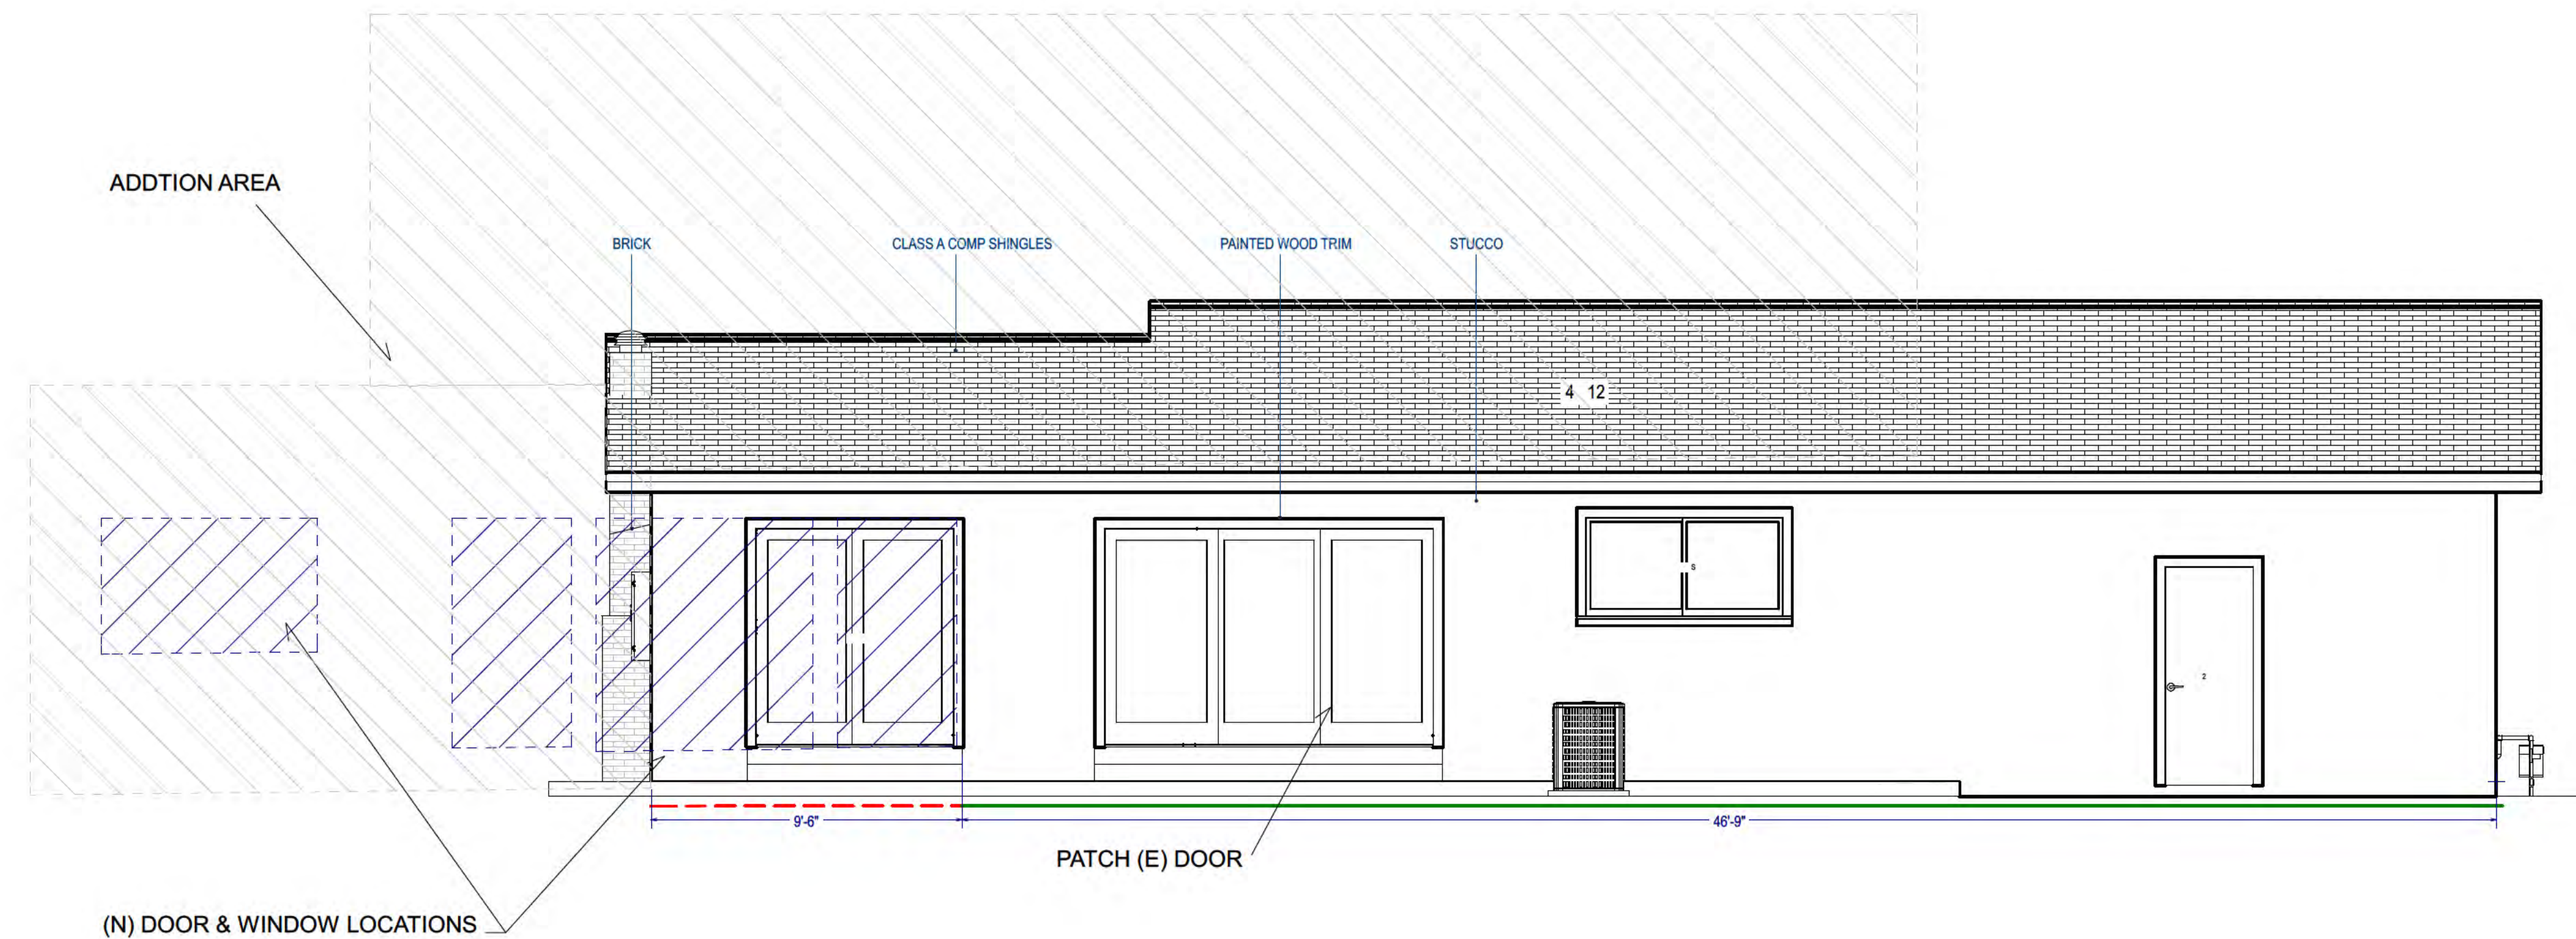 ADDTION AREA
BRICK
CLASS A COMP SHINGLES
PAINTED WOOD TRIM
STUCCO
4 12
S
2
9'-6"
46'-9"
PATCH (E) DOOR
(N) DOOR & WINDOW LOCATIONS